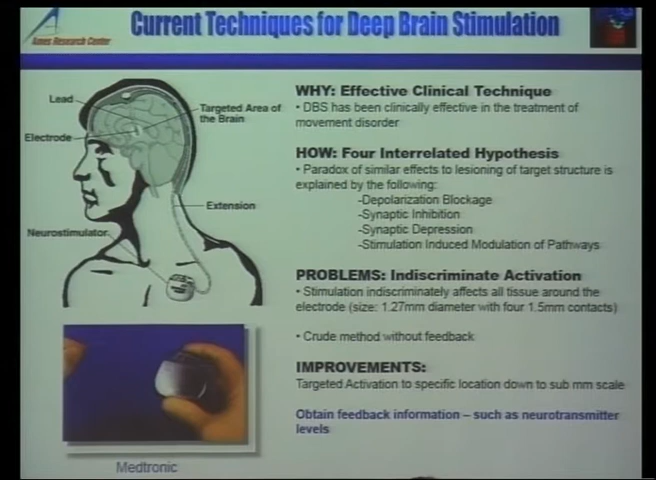 Current Techniques for Deep Brain Stimulation
Ames Research Center
Lead
Targeted Area of
the Brain
Electrode
Extension
Neurostimulator
Medtronic
WHY: Effective Clinical Technique
• DBS has been clinically effective in the treatment of
movement disorder
HOW: Four Interrelated Hypothesis
• Paradox of similar effects to lesioning of target structure is
explained by the following:
-Depolarization Blockage
-Synaptic Inhibition
-Synaptic Depression
-Stimulation Induced Modulation of Pathways
PROBLEMS: Indiscriminate Activation
• Stimulation indiscriminately affects all tissue around the
electrode (size: 1.27mm diameter with four 1.5mm contacts)
• Crude method without feedback
IMPROVEMENTS:
Targeted Activation to specific location down to sub mm scale
Obtain feedback information – such as neurotransmitter
levels